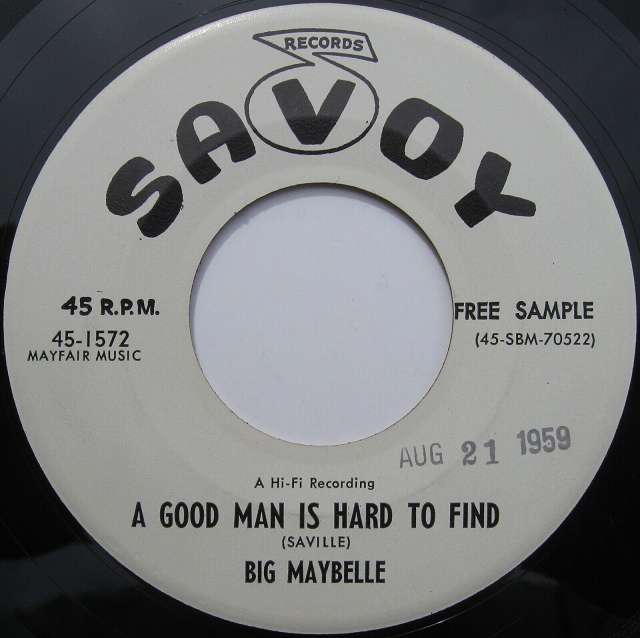 RECORDS
SAVOY
45 R.P.M.
45-1572
MAYFAIR MUSIC
FREE SAMPLE
(45-SBM-70522)
AUG 21 1959
A Hi-Fi Recording
A GOOD MAN IS HARD TO FIND
(SAVILLE)
BIG MAYBELLE